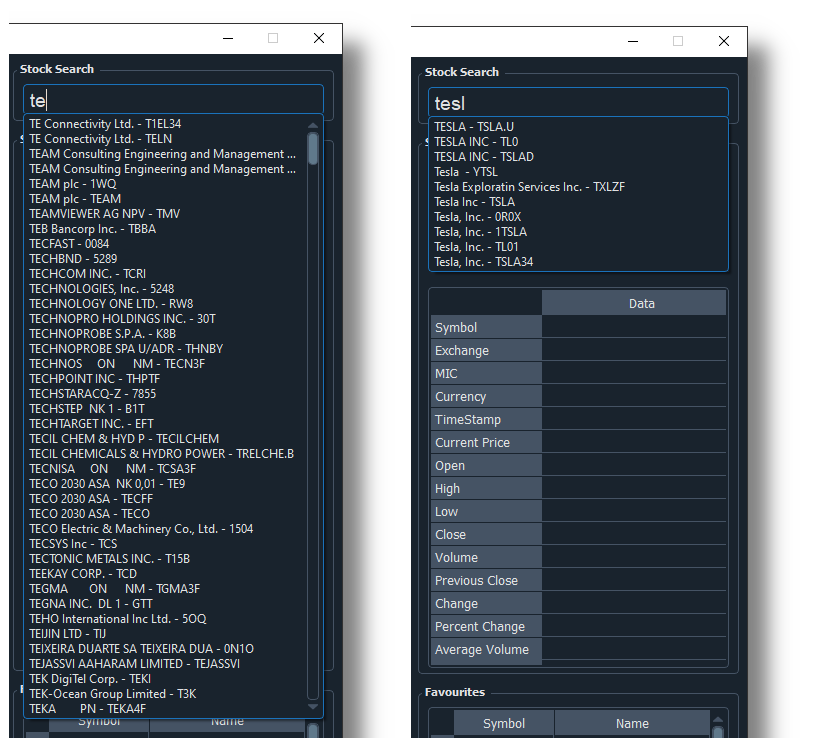 Stock Search
te
TE Connectivity Ltd. - T1EL34
TE Connectivity Ltd. - TELN
TEAM Consulting Engineering and Management ...
TEAM Consulting Engineering and Management ...
TEAM plc - 1WQ
TEAM plc - TEAM
TEAMVIEWER AG NPV - TMV
TEB Bancorp Inc. - TBBA
TECFAST - 0084
TECHBND - 5289
TECHCOM INC. - TCRI
TECHNOLOGIES, Inc. - 5248
TECHNOLOGY ONE LTD. - RW8
TECHNOPRO HOLDINGS INC. - 30T
TECHNOPROBE S.P.A. - K8B
TECHNOPROBE SPA U/ADR - THNBY
TECHNOS ON NM - TECN3F
TECHPOINT INC - THPTF
TECHSTARACQ-Z - 7855
TECHSTEP NK 1 - B1T
TECHTARGET INC. - EFT
TECIL CHEM & HYD P - TECILCHEM
TECIL CHEMICALS & HYDRO POWER - TRELCHE.B
TECNISA ON NM - TCSA3F
TECO 2030 ASA NK 0,01 - TE9
TECO 2030 ASA - TECFF
TECO 2030 ASA - TECO
TECO Electric & Machinery Co., Ltd. - 1504
TECSYS Inc - TCS
TECTONIC METALS INC. - T15B
TEEKAY CORP. - TCD
TEGMA ON NM - TGMA3F
TEGNA INC. DL 1 - GTT
TEHO International Inc Ltd. - 5OQ
TEIJIN LTD - TIJ
TEIXEIRA DUARTE SA TEIXEIRA DUA - 0N1O
TEJASSVI AAHARAM LIMITED - TEJASSVI
TEK DigiTel Corp. - TEKI
TEK-Ocean Group Limited - T3K
TEKA PN - TEKA4F
Symbol Name
Stock Search
tesl
TESLA - TSLA.U
TESLA INC - TL0
TESLA INC - TSLAD
Tesla - YTSL
Tesla Exploratin Services Inc. - TXLZF
Tesla Inc - TSLA
Tesla, Inc. - 0R0X
Tesla, Inc. - 1TSLA
Tesla, Inc. - TL01
Tesla, Inc. - TSLA34
Data
Symbol
Exchange
MIC
Currency
TimeStamp
Current Price
Open
High
Low
Close
Volume
Previous Close
Change
Percent Change
Average Volume
Favourites
Symbol Name